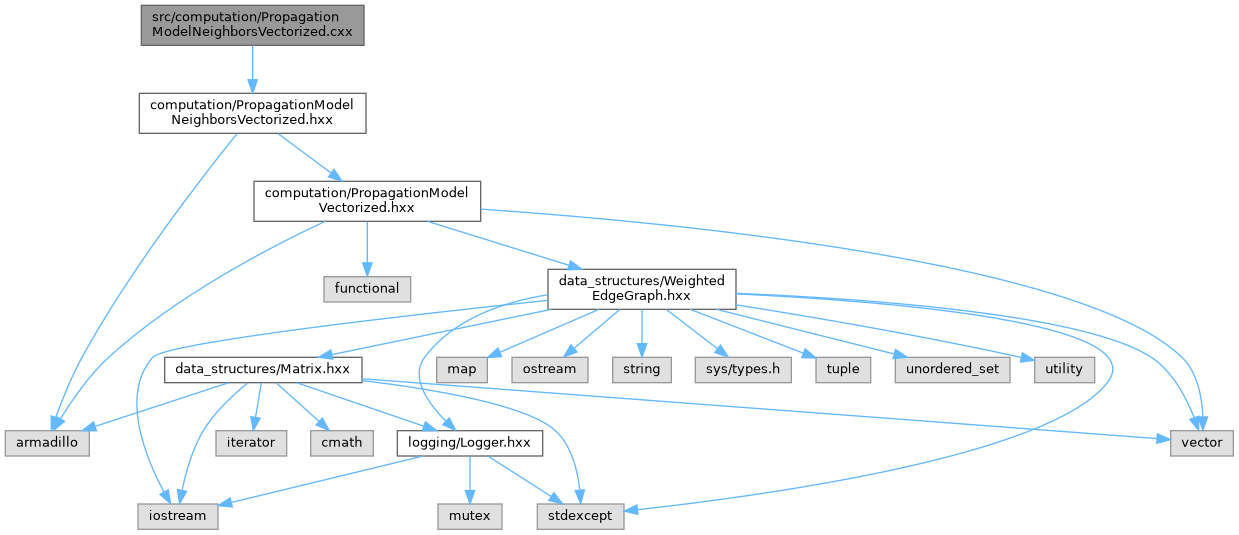 src/computation/Propagation
ModelNeighborsVectorized.cxx
computation/PropagationModel
NeighborsVectorized.hxx
computation/PropagationModel
Vectorized.hxx
functional
data_structures/Weighted
EdgeGraph.hxx
data_structures/Matrix.hxx
map
ostream
string
sys/types.h
tuple
unordered_set
utility
armadillo
iterator
cmath
logging/Logger.hxx
vector
iostream
mutex
stdexcept